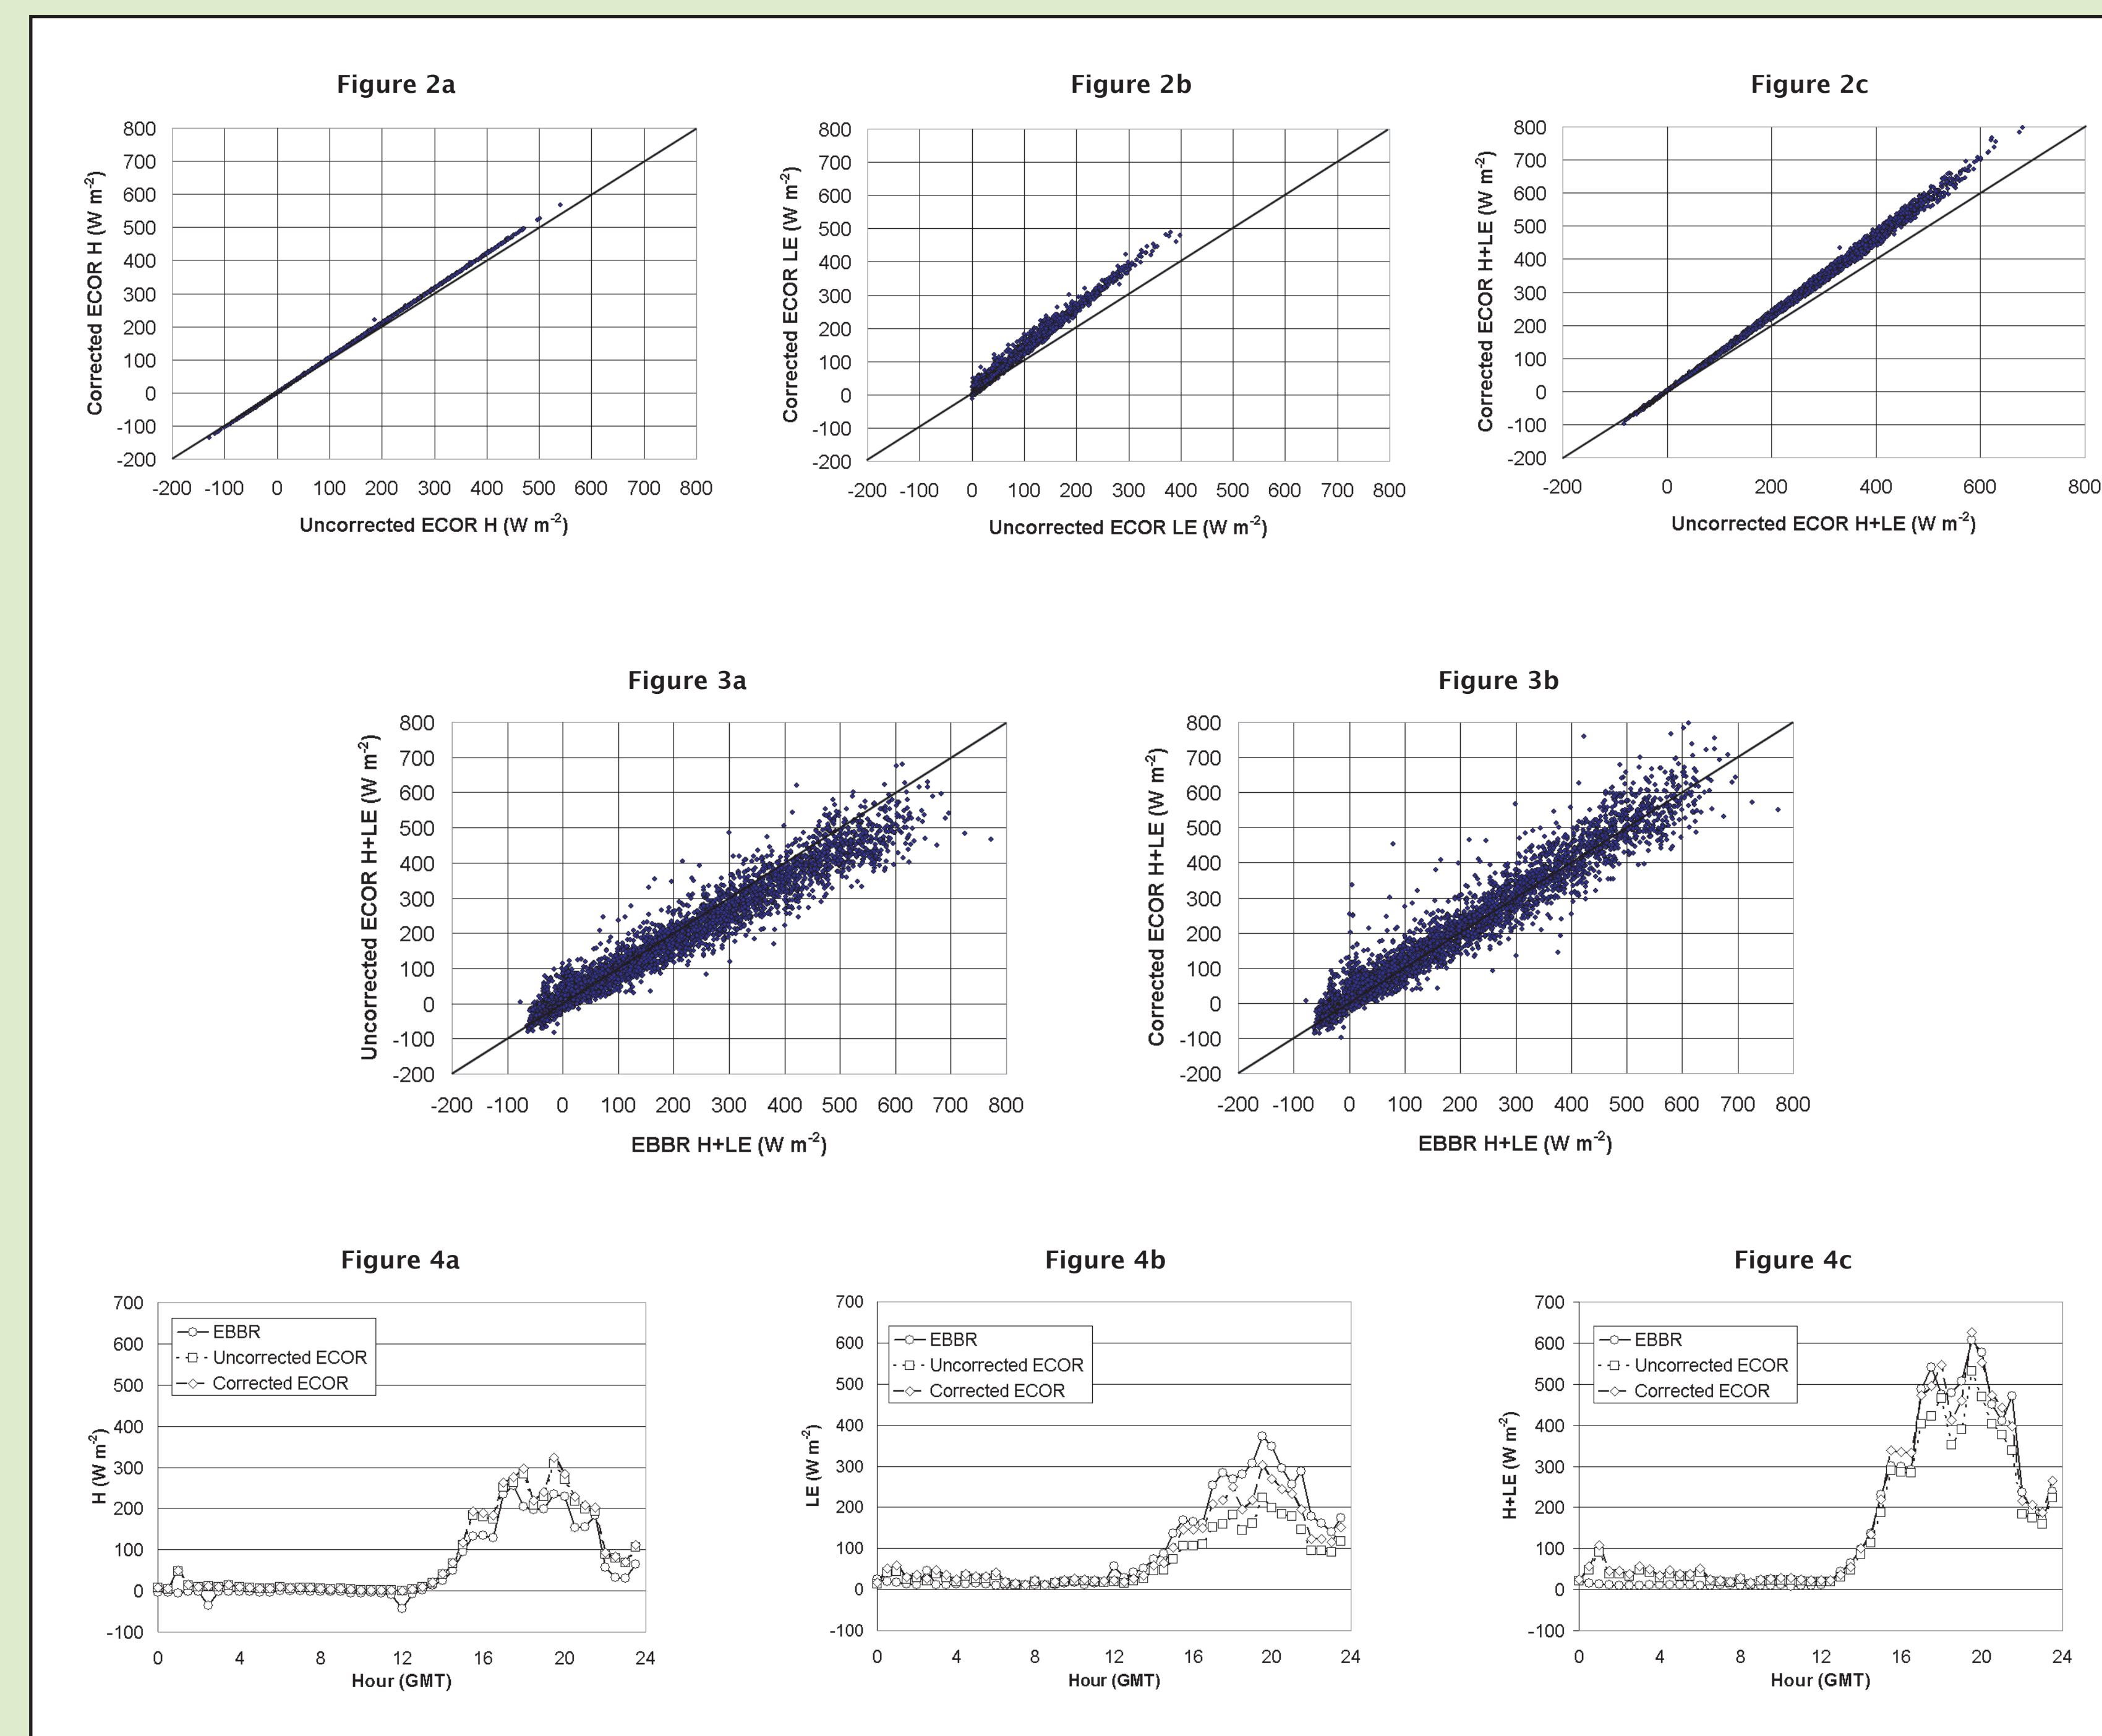 Figure 2a
Corrected ECOR H (W m-2)
800
700
600
500
400
300
200
100
0
-100
-200
-200 -100 0 100 200 300 400 500 600 700 800
Uncorrected ECOR H (W m-2)
Figure 2b
Corrected ECOR LE (W m-2)
800
700
600
500
400
300
200
100
0
-100
-200
-200 -100 0 100 200 300 400 500 600 700 800
Uncorrected ECOR LE (W m-2)
Figure 2c
Corrected ECOR H+LE (W m-2)
800
700
600
500
400
300
200
100
0
-100
-200
-200 0 200 400 600 800
Uncorrected ECOR H+LE (W m-2)
Figure 3a
Uncorrected ECOR H+LE (W m-2)
800
700
600
500
400
300
200
100
0
-100
-200
-200 -100 0 100 200 300 400 500 600 700 800
EBBR H+LE (W m-2)
Figure 3b
Corrected ECOR H+LE (W m-2)
800
700
600
500
400
300
200
100
0
-100
-200
-200 -100 0 100 200 300 400 500 600 700 800
EBBR H+LE (W m-2)
Figure 4a
H (W m-2)
700
600
500
400
300
200
100
0
-100
EBBR
Uncorrected ECOR
Corrected ECOR
0 4 8 12 16 20 24
Hour (GMT)
Figure 4b
LE (W m-2)
700
600
500
400
300
200
100
0
-100
EBBR
Uncorrected ECOR
Corrected ECOR
0 4 8 12 16 20 24
Hour (GMT)
Figure 4c
H+LE (W m-2)
700
600
500
400
300
200
100
0
-100
EBBR
Uncorrected ECOR
Corrected ECOR
0 4 8 12 16 20 24
Hour (GMT)